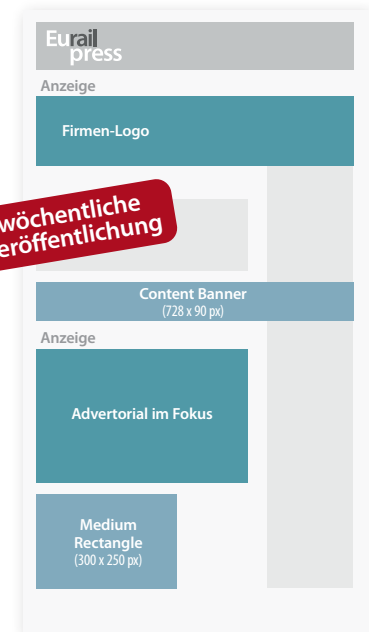 Eurail
press
Anzeige
Firmen-Logo
wöchentliche
eröffentlichung
Content Banner
(728 x 90 px)
Anzeige
Advertorial im Fokus
Medium
Rectangle
(300 x 250 px)